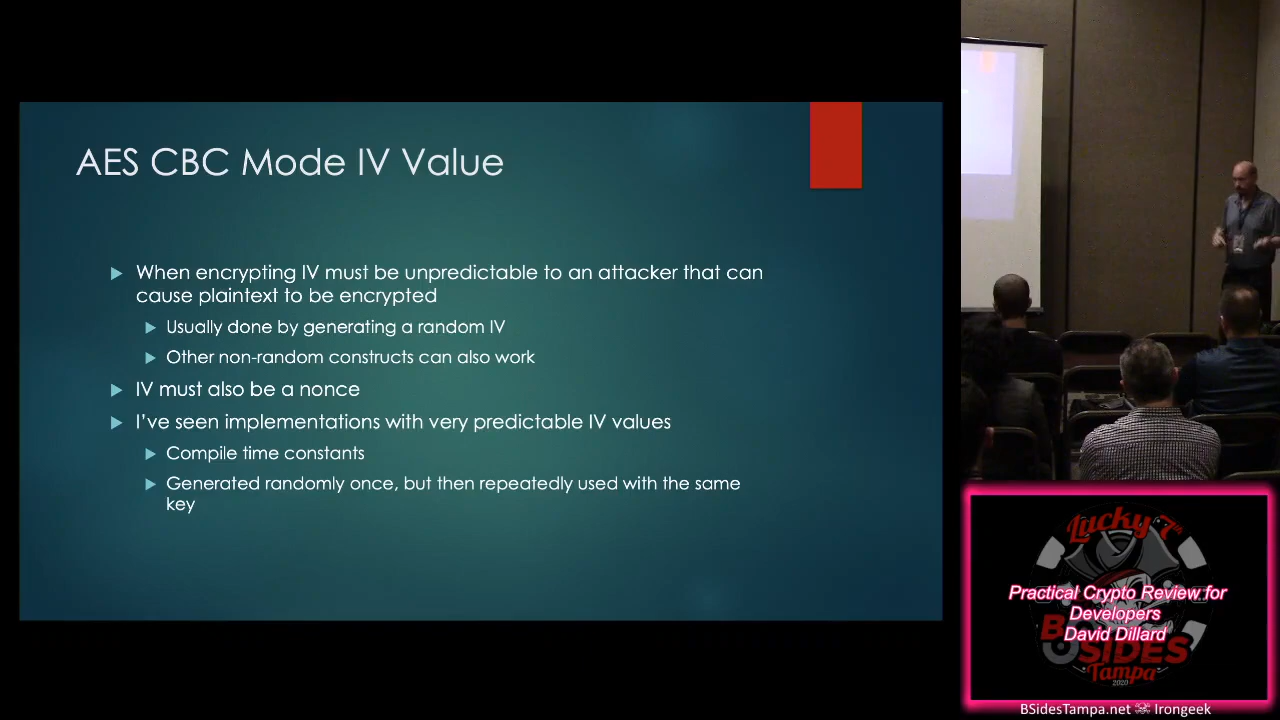 AES CBC Mode IV Value
When encrypting IV must be unpredictable to an attacker that can
cause plaintext to be encrypted
Usually done by generating a random IV
Other non-random constructs can also work
IV must also be a nonce
I've seen implementations with very predictable IV values
Compile time constants
Generated randomly once, but then repeatedly used with the same
key
Lucky 7th
Practical Crypto Review for
Developers
David Dillard
BSIDES
Tampa
2020
BSidesTampa.net Irongeek